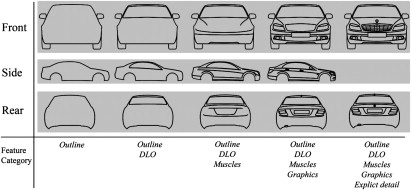 Front
Side
Rear
Feature
Category
Outline
Outline
DLO
Outline
DLO
Muscles
Outline
DLO
Muscles
Graphics
Outline
DLO
Muscles
Graphics
Explict detail